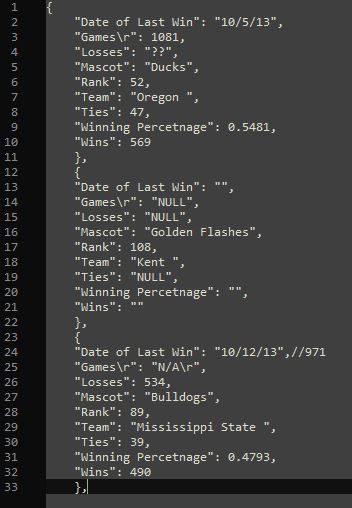 1 {
2 "Date of Last Win": "10/5/13",
3 "Games\r": 1081,
4 "Losses": "??",
5 "Mascot": "Ducks",
6 "Rank": 52,
7 "Team": "Oregon ",
8 "Ties": 47,
9 "Winning Percetnage": 0.5481,
10 "Wins": 569
11 },
12 {
13 "Date of Last Win": "",
14 "Games\r": "NULL",
15 "Losses": "NULL",
16 "Mascot": "Golden Flashes",
17 "Rank": 108,
18 "Team": "Kent ",
19 "Ties": "NULL",
20 "Winning Percetnage": "",
21 "Wins": ""
22 },
23 {
24 "Date of Last Win": "10/12/13",//971
25 "Games\r": "N/A\r",
26 "Losses": 534,
27 "Mascot": "Bulldogs",
28 "Rank": 89,
29 "Team": "Mississippi State ",
30 "Ties": 39,
31 "Winning Percetnage": 0.4793,
32 "Wins": 490
33 },